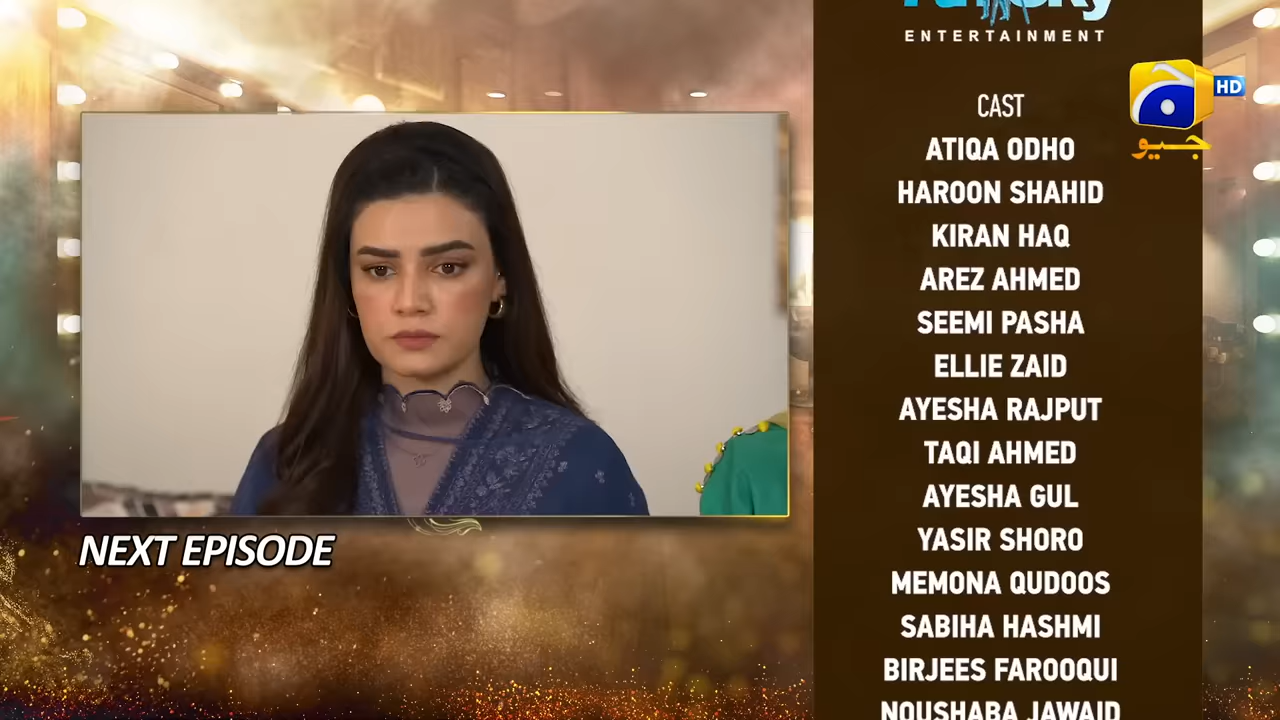 ENTERTAINMENT
HD
جیو
CAST
ATIQA ODHO
HAROON SHAHID
KIRAN HAQ
AREZ AHMED
SEEMI PASHA
ELLIE ZAID
AYESHA RAJPUT
TAQI AHMED
AYESHA GUL
YASIR SHORO
MEMONA QUDOOS
SABIHA HASHMI
BIRJEES FAROOQUI
NOUSHABA JAWAID
NEXT EPISODE